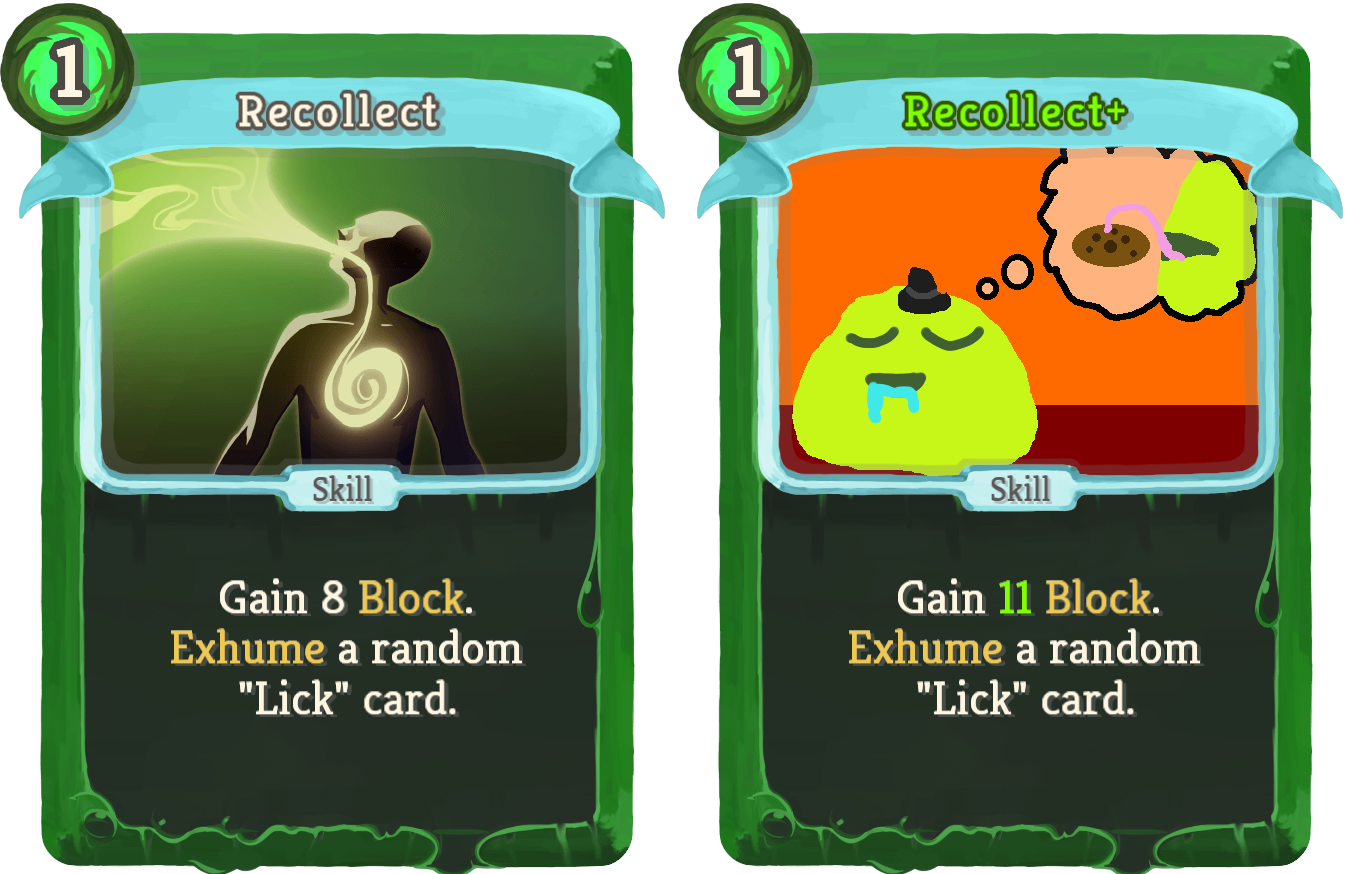 1
Recollect
Skill
Gain 8 Block.
Exhume a random
"Lick" card.
1
Recollect+
Skill
Gain 11 Block.
Exhume a random
"Lick" card.